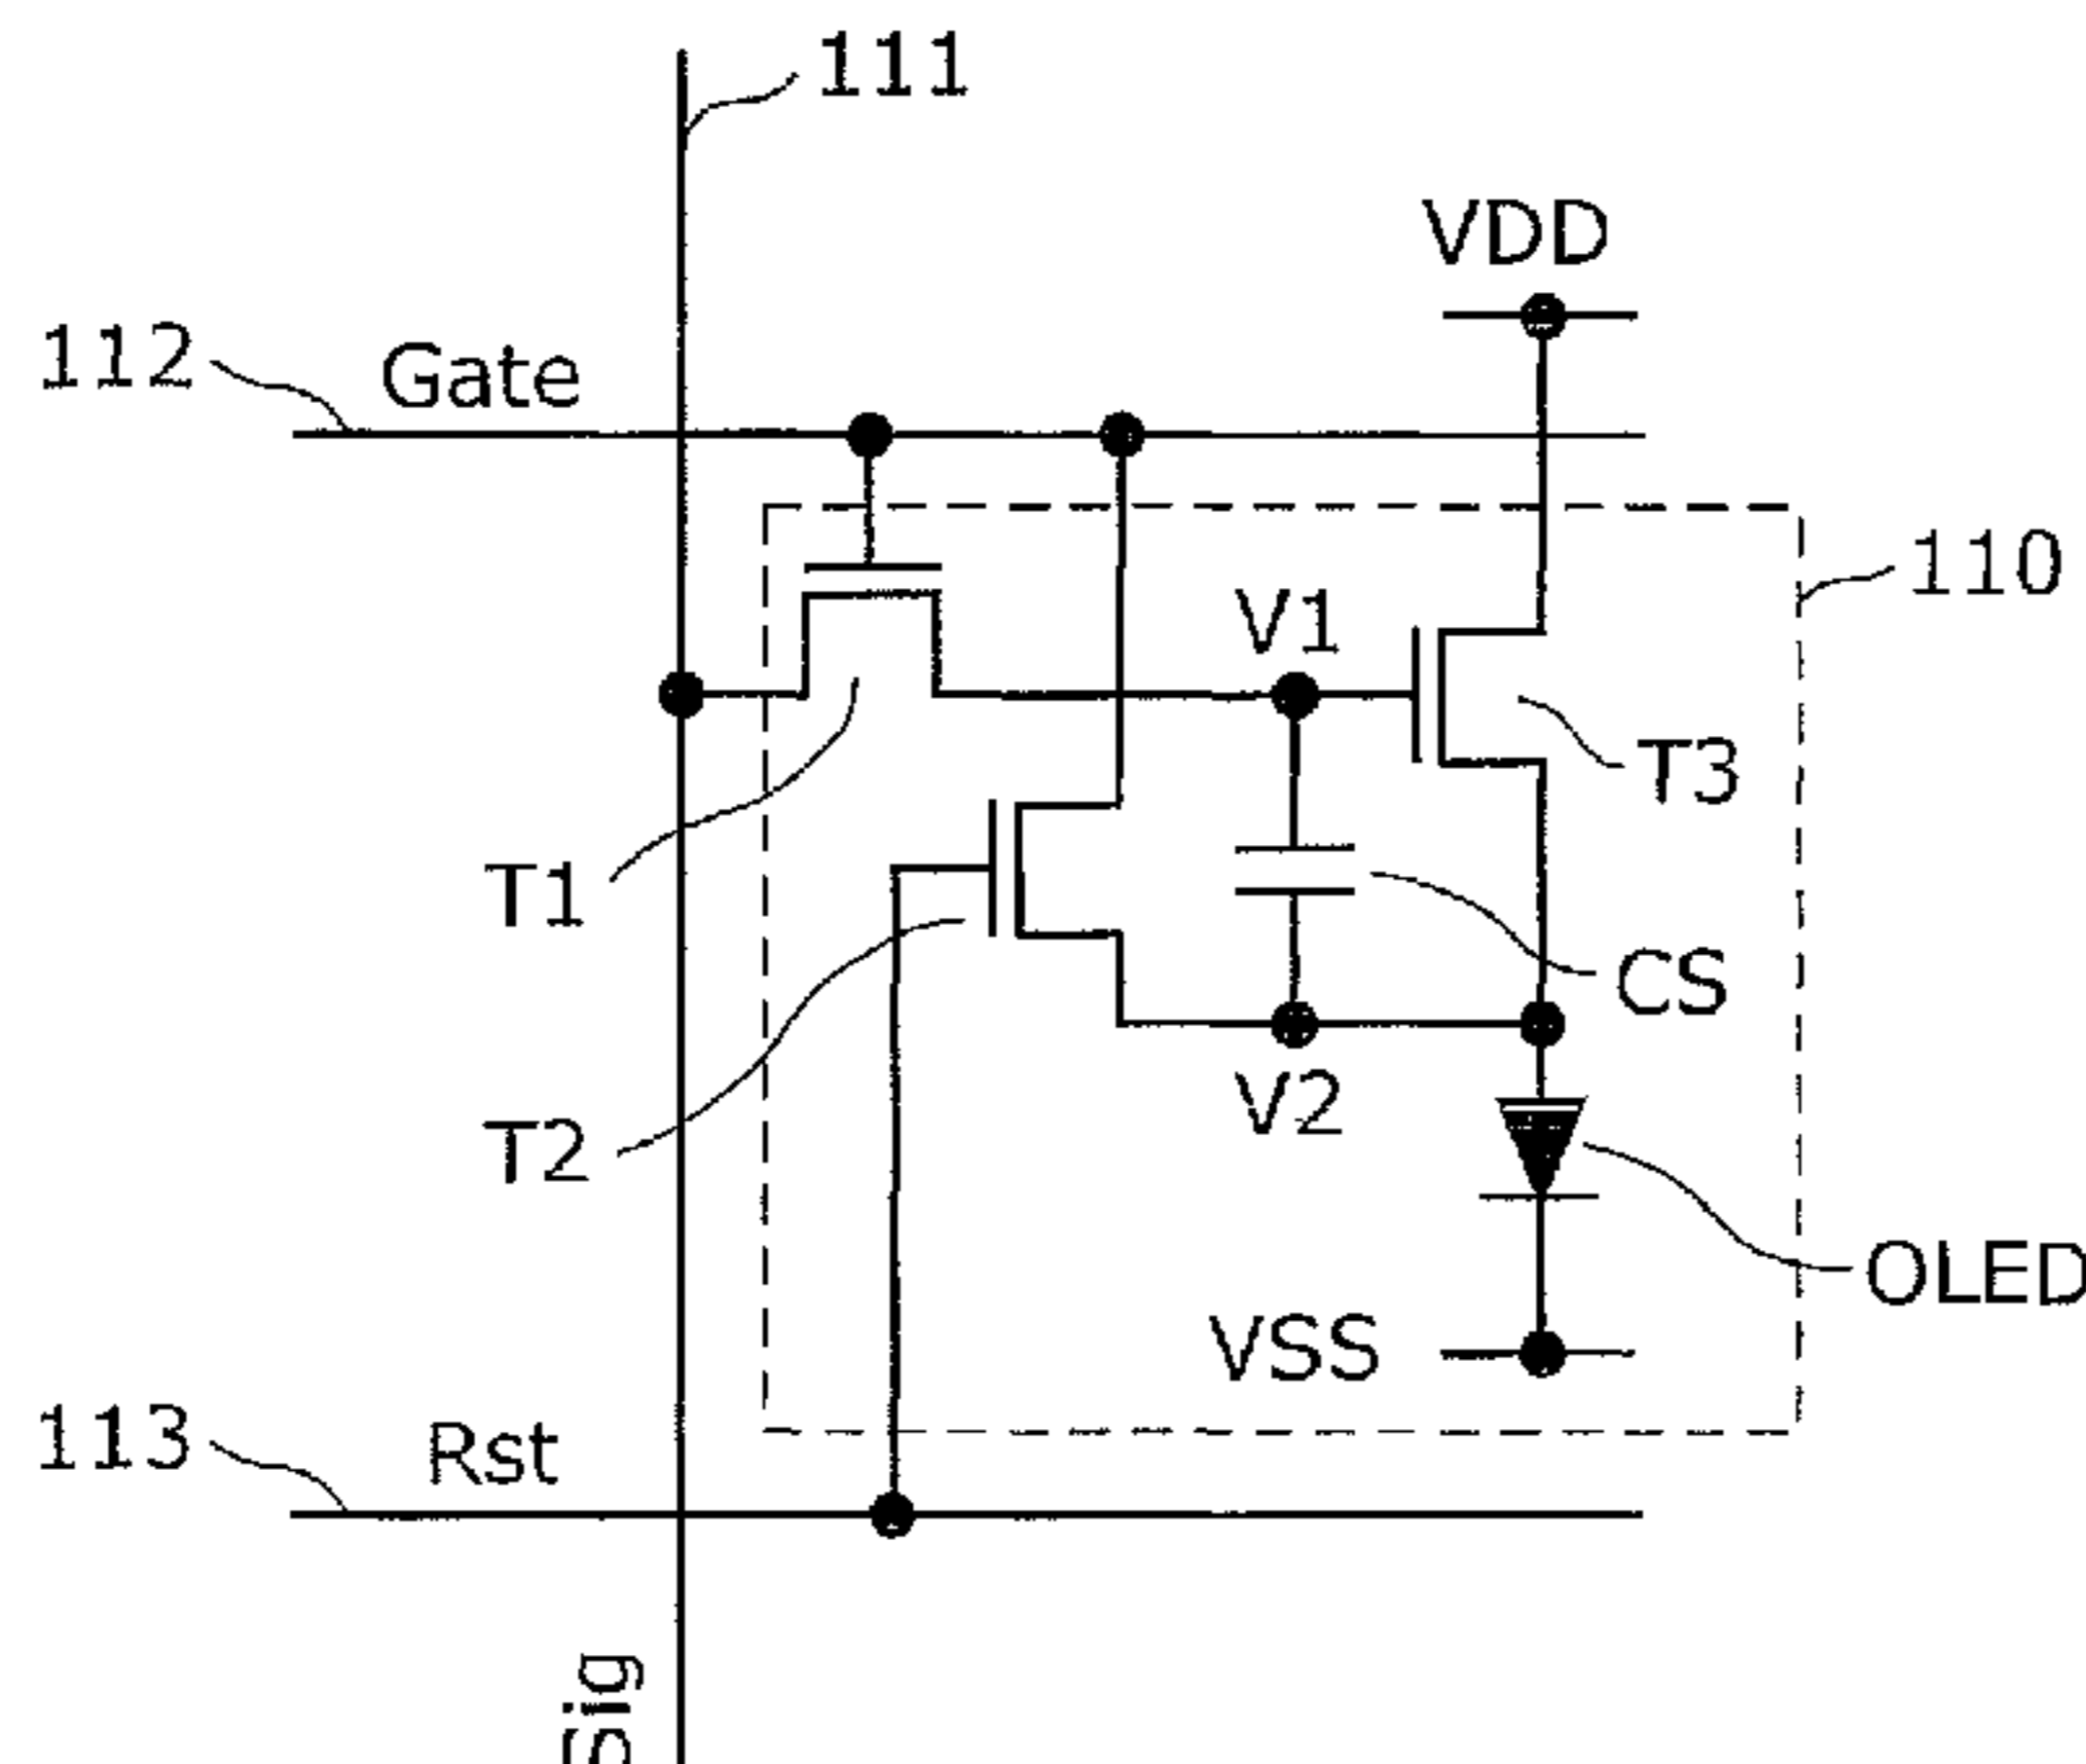 111
VDD
112
Gate
110
V1
T3
T1
CS
V2
T2
OLED
VSS
113
Rst
Sig